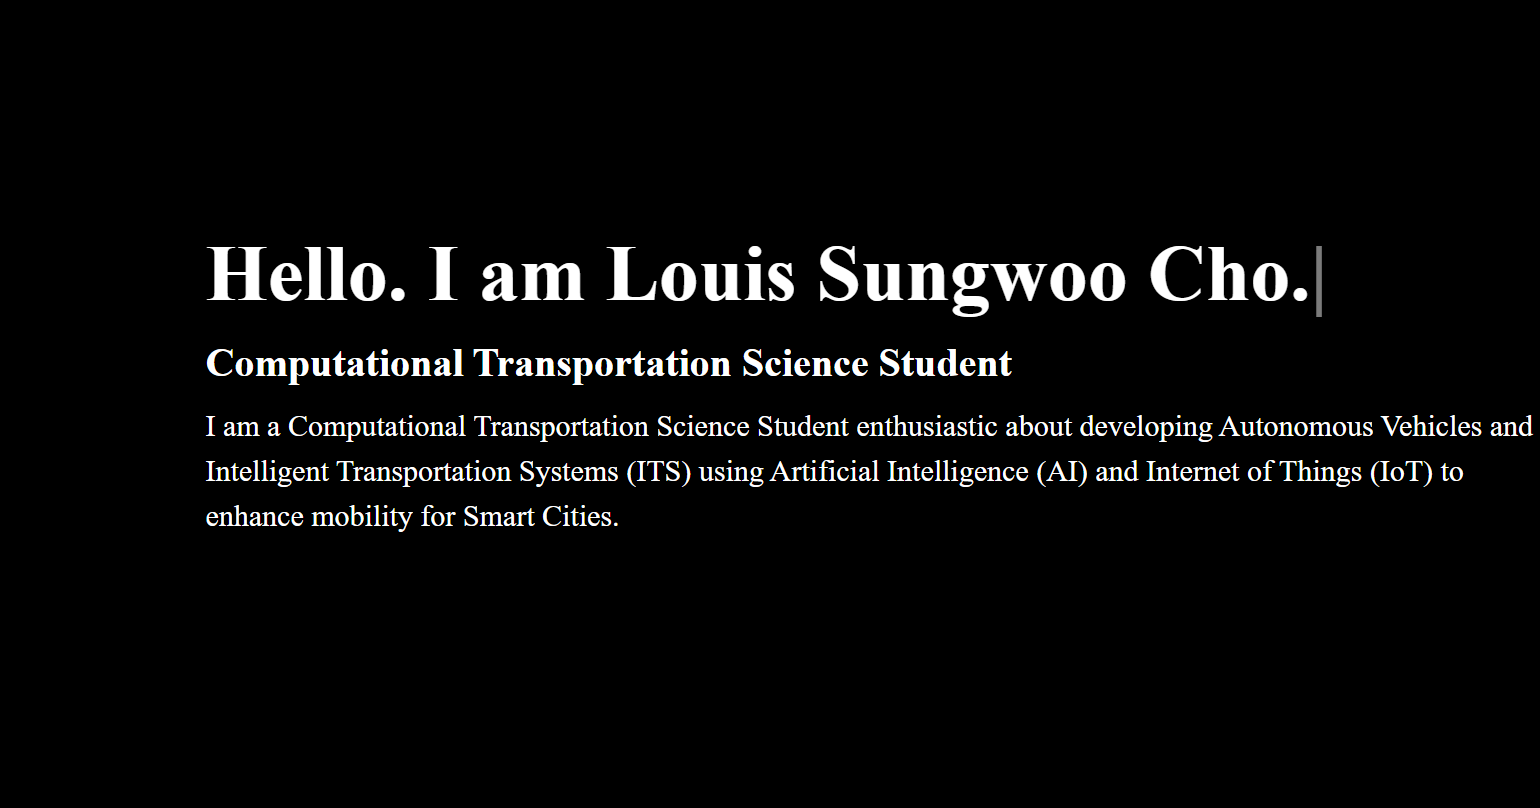 Hello. I am Louis Sungwoo Cho.
Computational Transportation Science Student
I am a Computational Transportation Science Student enthusiastic about developing Autonomous Vehicles and
Intelligent Transportation Systems (ITS) using Artificial Intelligence (AI) and Internet of Things (IoT) to
enhance mobility for Smart Cities.